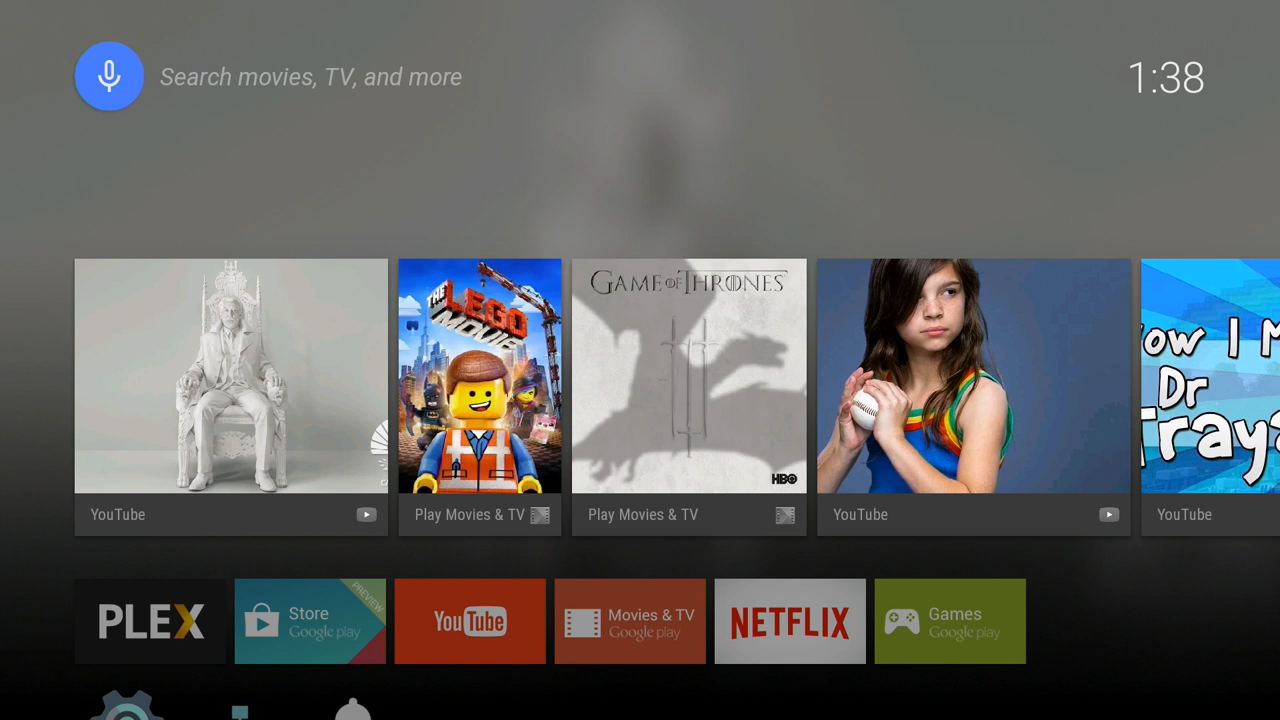 Search movies, TV, and more
1:38
THE LEGO MOVIE
GAME OF THRONES
HBO
ow I M
Dr
Tray
YouTube
Play Movies & TV
Play Movies & TV
YouTube
YouTube
PLEX
Store
Google play
PREVIEW
YouTube
Movies & TV
Google play
NETFLIX
Games
Google play